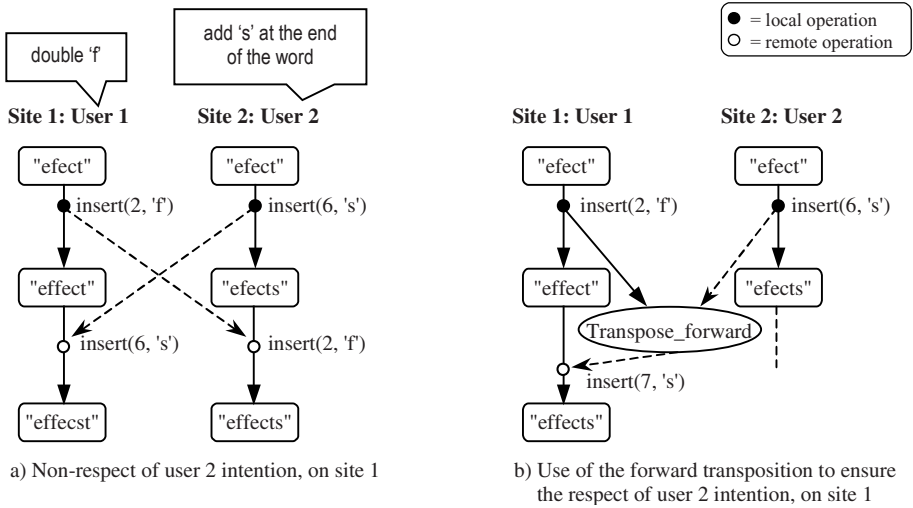 ● = local operation
○ = remote operation
double ‘f’
add ‘s’ at the end
of the word
Site 1: User 1
Site 2: User 2
"efect"
"efect"
insert(2, 'f')
insert(6, 's')
"effect"
"efects"
insert(6, 's')
insert(2, 'f')
"effecst"
"effects"
a) Non-respect of user 2 intention, on site 1
Site 1: User 1
Site 2: User 2
"efect"
"efect"
insert(2, 'f')
insert(6, 's')
"effect"
"efects"
Transpose_forward
insert(7, 's')
"effects"
b) Use of the forward transposition to ensure
the respect of user 2 intention, on site 1